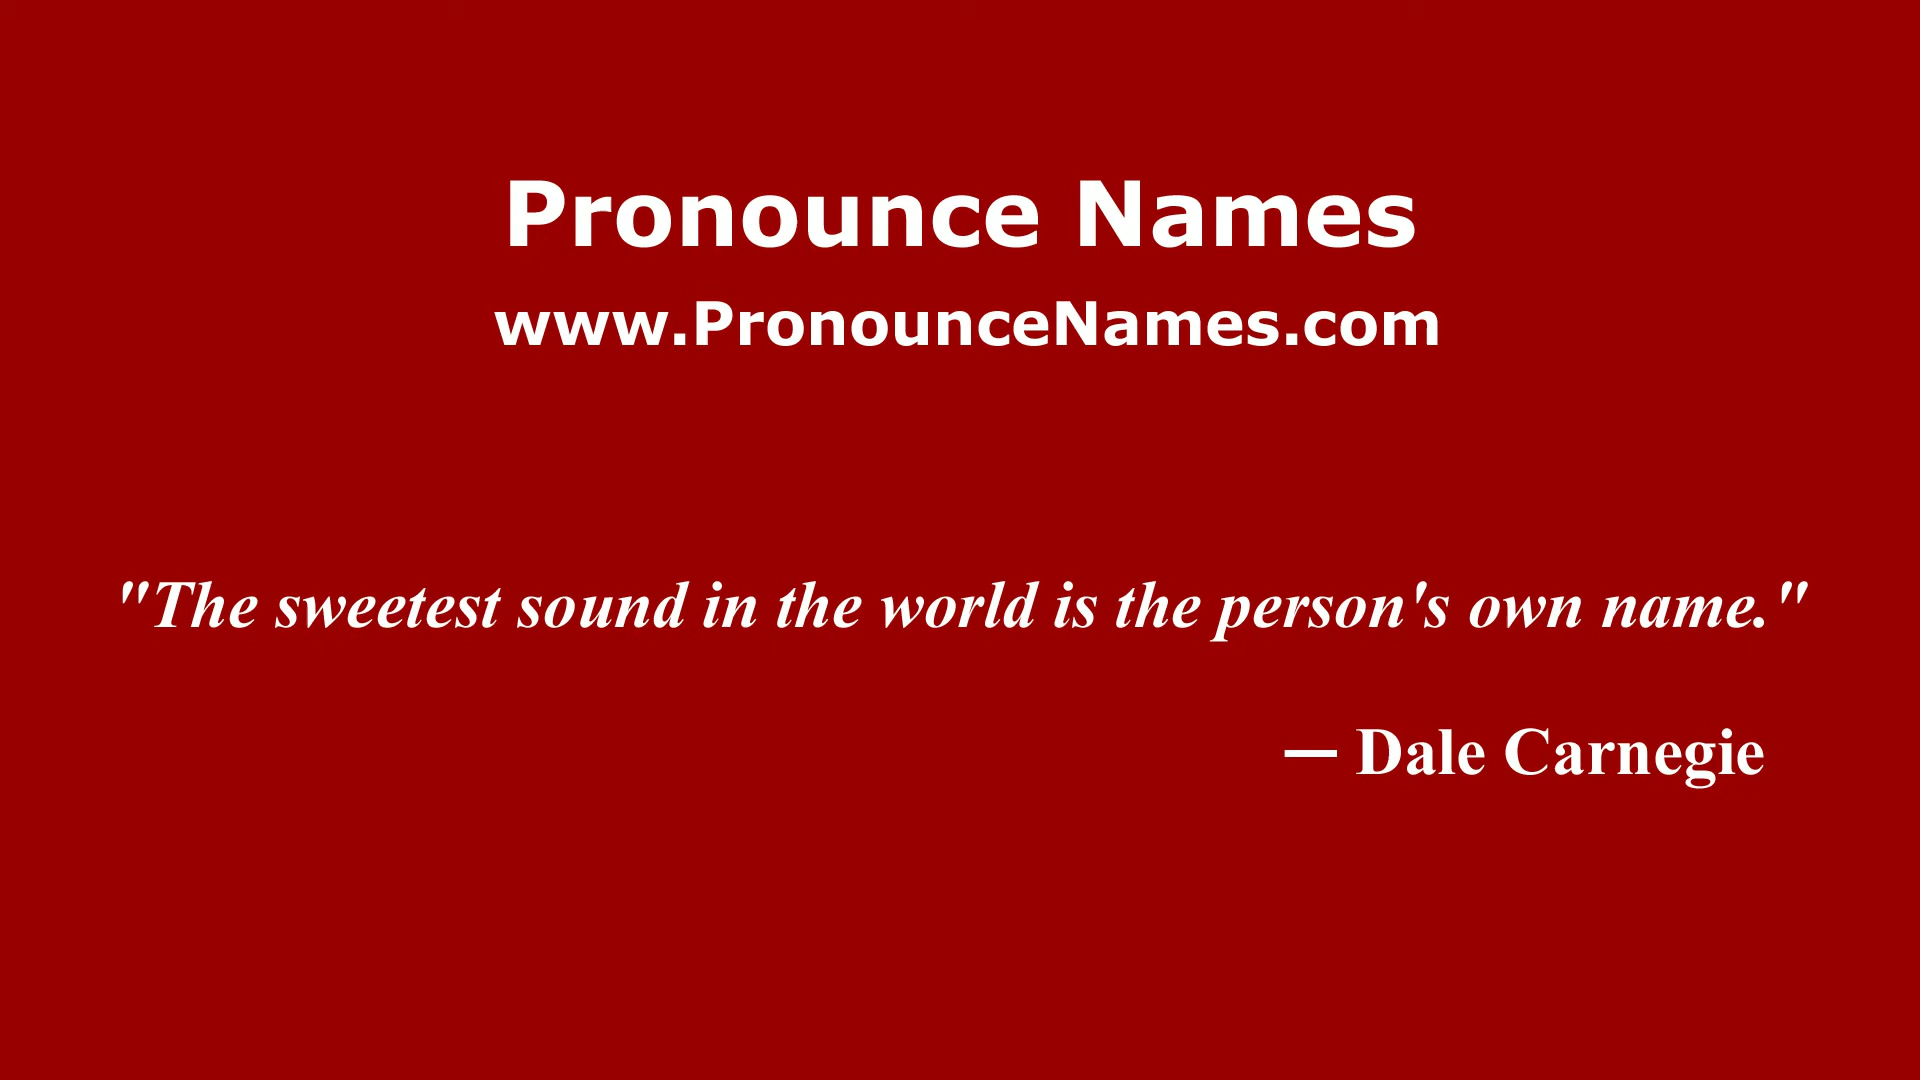 Pronounce Names
www.PronounceNames.com
"The sweetest sound in the world is the person's own name."
— Dale Carnegie